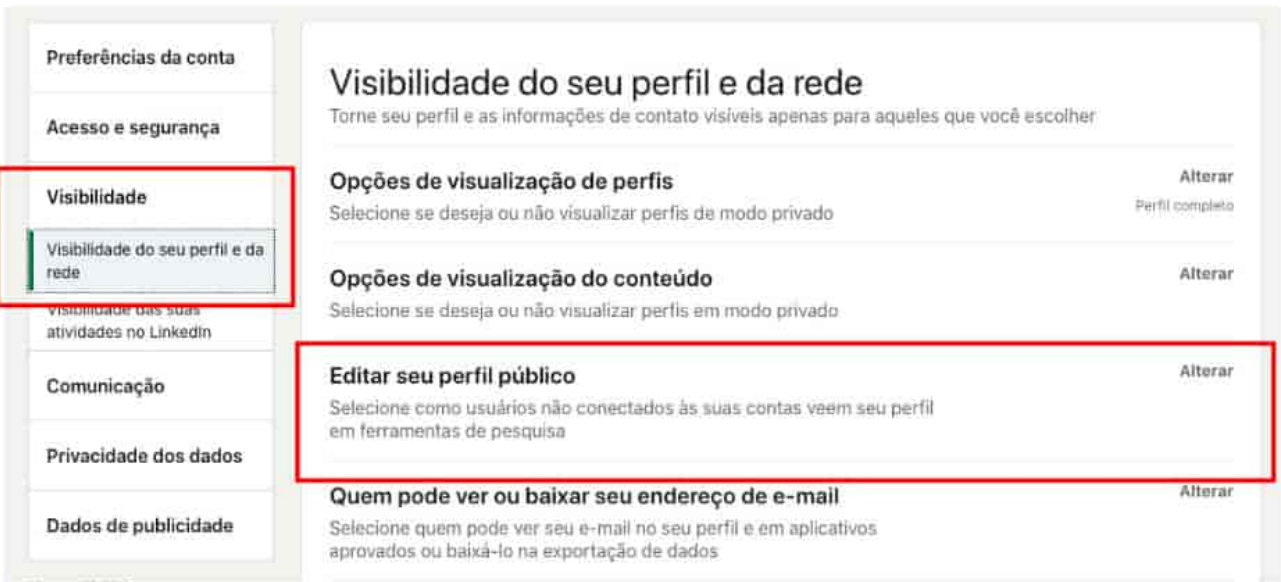 Preferências da conta
Acesso e segurança
Visibilidade
Visibilidade do seu perfil e da
rede
Visibilidade das suas
atividades no LinkedIn
Comunicação
Privacidade dos dados
Dados de publicidade
Visibilidade do seu perfil e da rede
Torne seu perfil e as informações de contato visíveis apenas para aqueles que você escolher
Opções de visualização de perfis
Alterar
Selecione se deseja ou não visualizar perfis de modo privado
Perfil completo
Opções de visualização do conteúdo
Alterar
Selecione se deseja ou não visualizar perfis em modo privado
Editar seu perfil público
Alterar
Selecione como usuários não conectados às suas contas veem seu perfil
em ferramentas de pesquisa
Quem pode ver ou baixar seu endereço de e-mail
Alterar
Selecione quem pode ver seu e-mail no seu perfil e em aplicativos
aprovados ou baixá-lo na exportação de dados